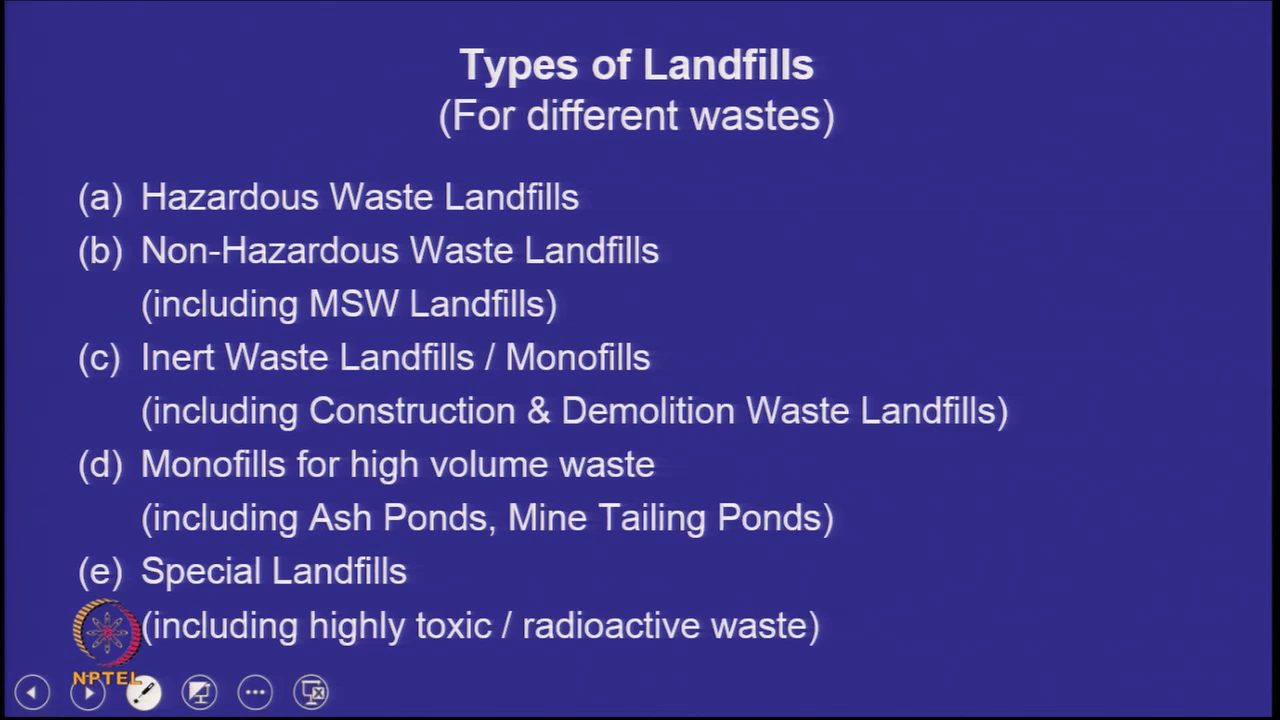 Types of Landfills
(For different wastes)
(a) Hazardous Waste Landfills
(b) Non-Hazardous Waste Landfills
(including MSW Landfills)
(c) Inert Waste Landfills / Monofills
(including Construction & Demolition Waste Landfills)
(d) Monofills for high volume waste
(including Ash Ponds, Mine Tailing Ponds)
(e) Special Landfills
(including highly toxic / radioactive waste)
NPTEL